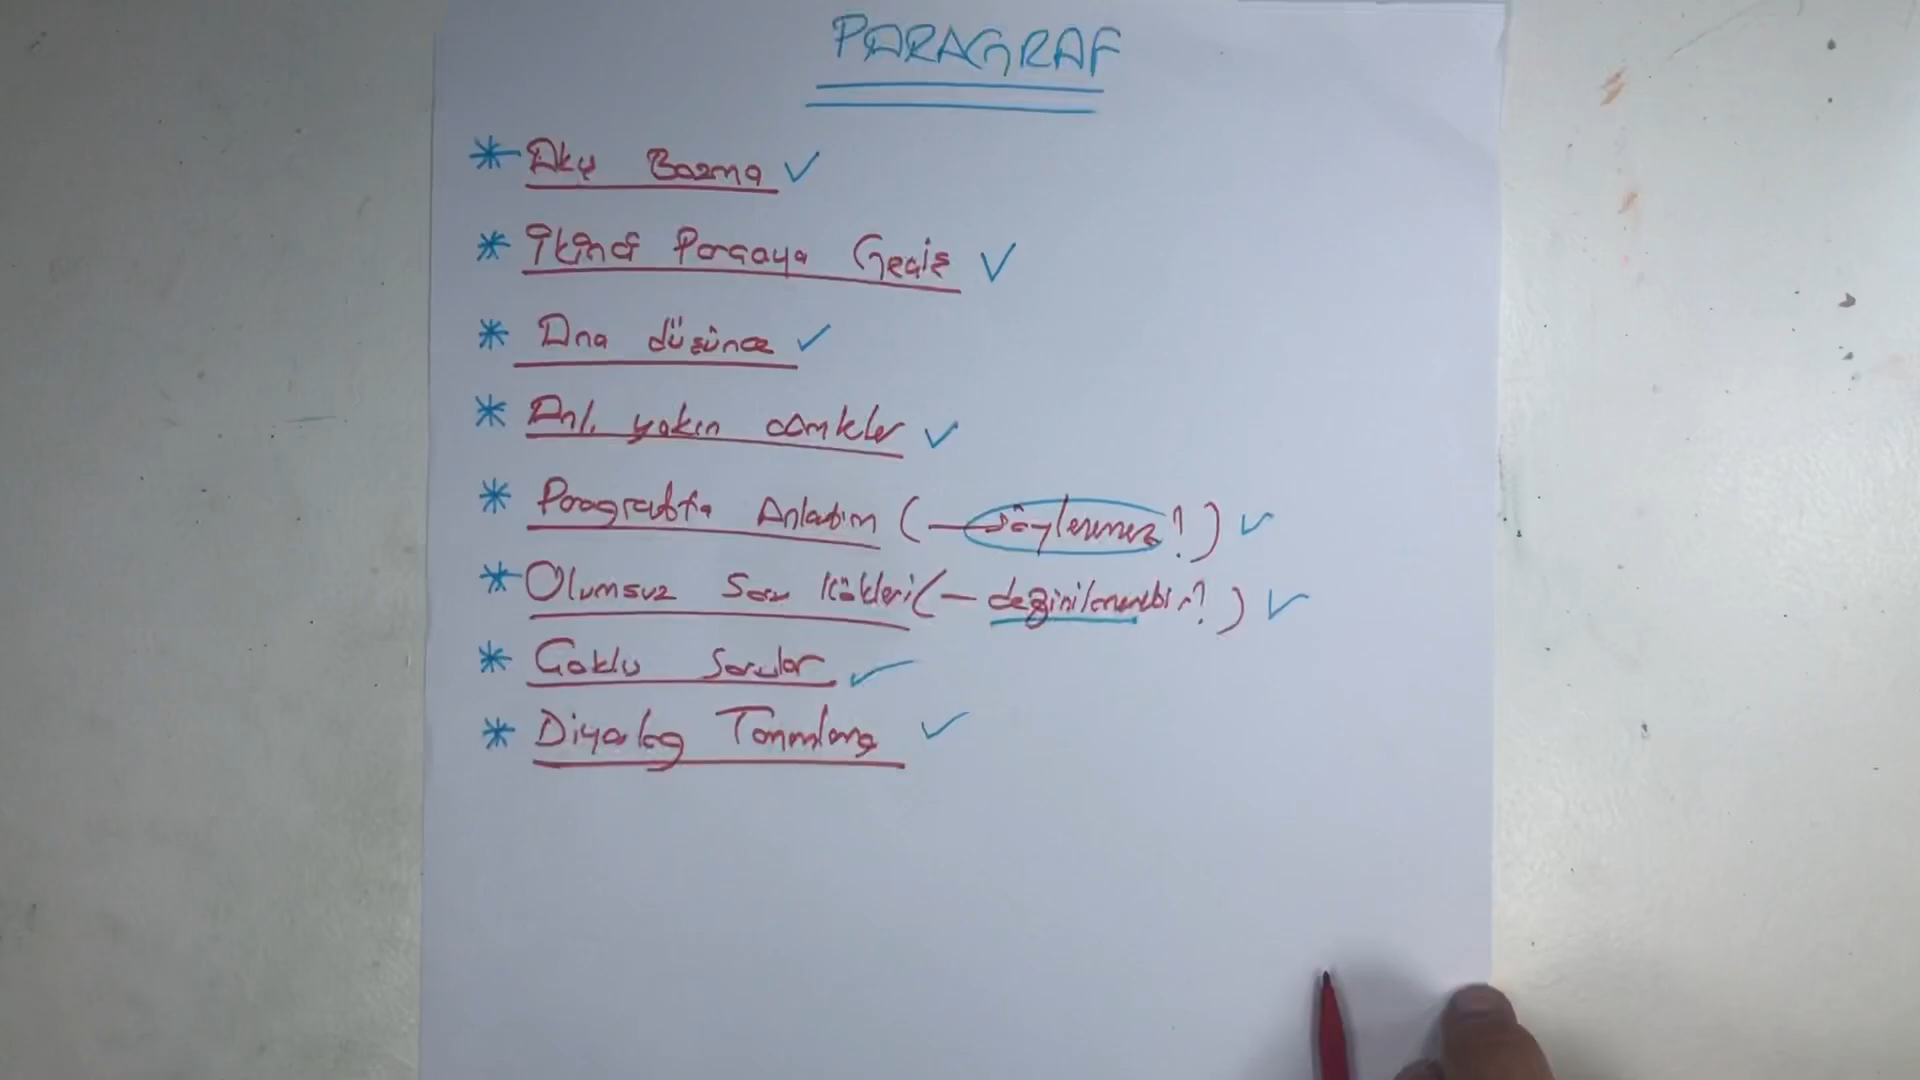 PARAGRAF
* Akış Bozma ✓
* İkinci Parçaya Geçiş ✓
* Ana düşünce ✓
* Anl. yakın cümleler ✓
* Paragrafta Anlatım ( — söylenemez? ) ✓
* Olumsuz Soru Kökleri ( — değinilmemiştir? ) ✓
* Çoklu Sorular ✓
* Diyalog Tamamlama ✓